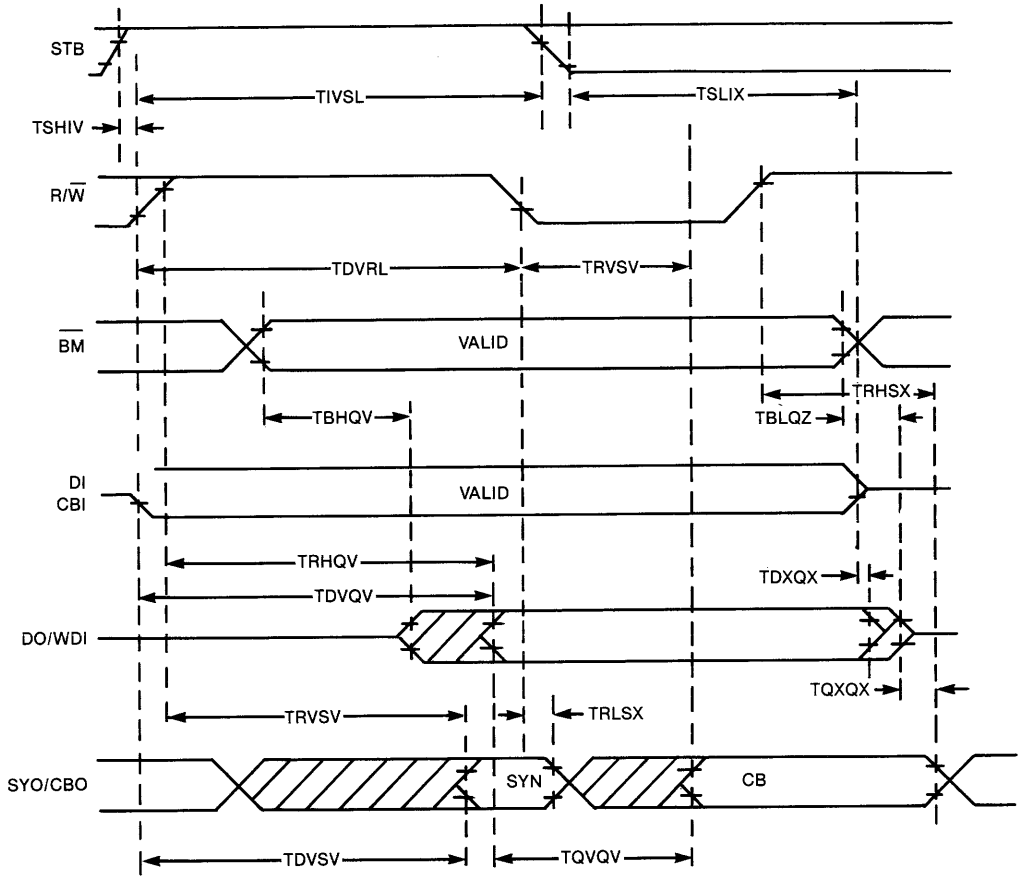 STB
TIVSL
TSLIX
TSHIV
R/W̅
TDVRL
TRVSV
B̅M̅
VALID
TRHSX
TBHQV
TBLQZ
DI
CBI
VALID
TRHQV
TDXQX
TDVQV
DO/WDI
TQXQX
TRVSV
TRLSX
SYO/CBO
SYN
CB
TDVSV
TQVQV